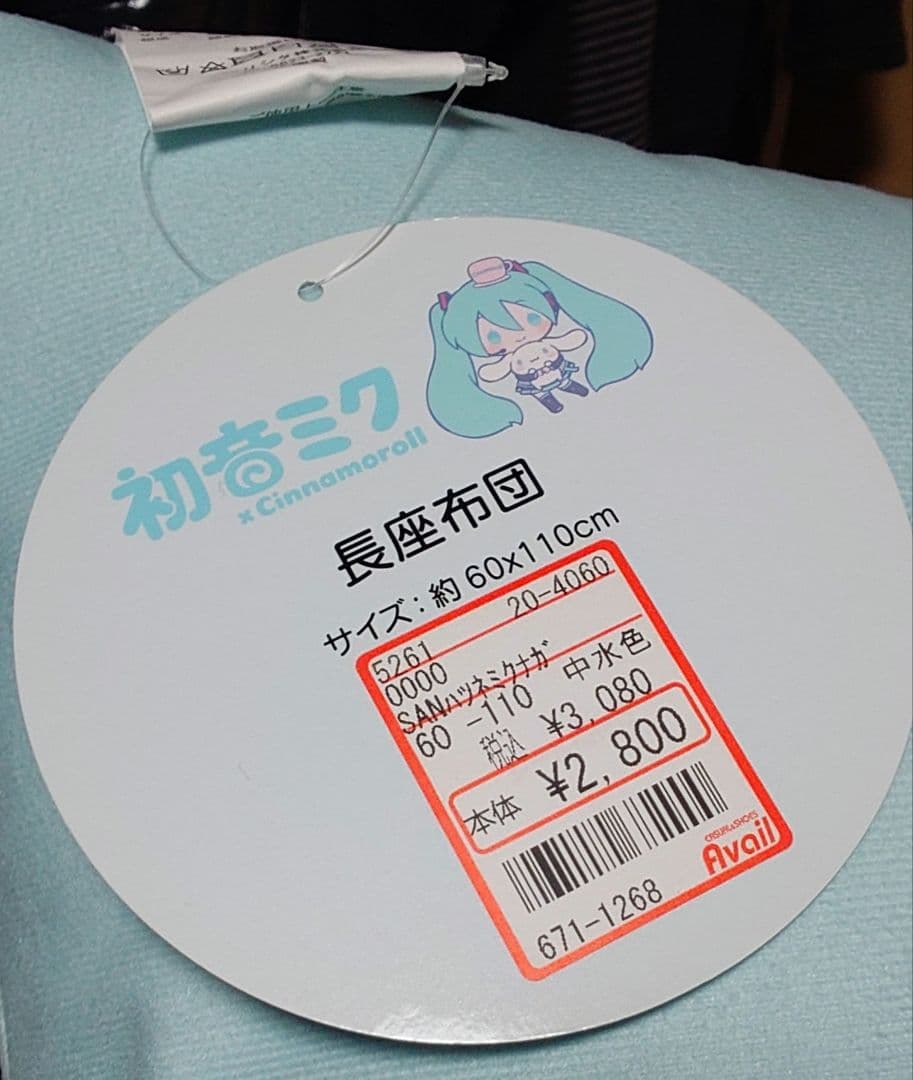 初音ミク
×Cinnamoroll
長座布団
サイズ：約 60x110cm
5261 20-4060
0000
SANハツネミクナガ
60 -110 中水色
税込 ¥3,080
本体 ¥2,800
CASUAL&SHOES
Avail
671-1268